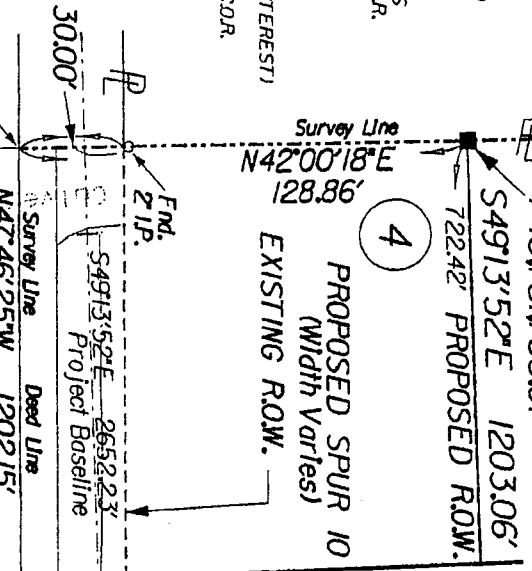 TEREST)
C.O.R.
R.
30.00'
PL
Survey Line
N42°00'18"E
128.86'
S49°13'52"E 1203.06'
722.42' PROPOSED R.O.W.
4
PROPOSED SPUR 10
(Width Varies)
EXISTING R.O.W.
Fnd.
2" I.P.
S49°13'52"E 2652.23'
Project Baseline
Survey Line Deed Line
N47°46'25"W 1202.15'